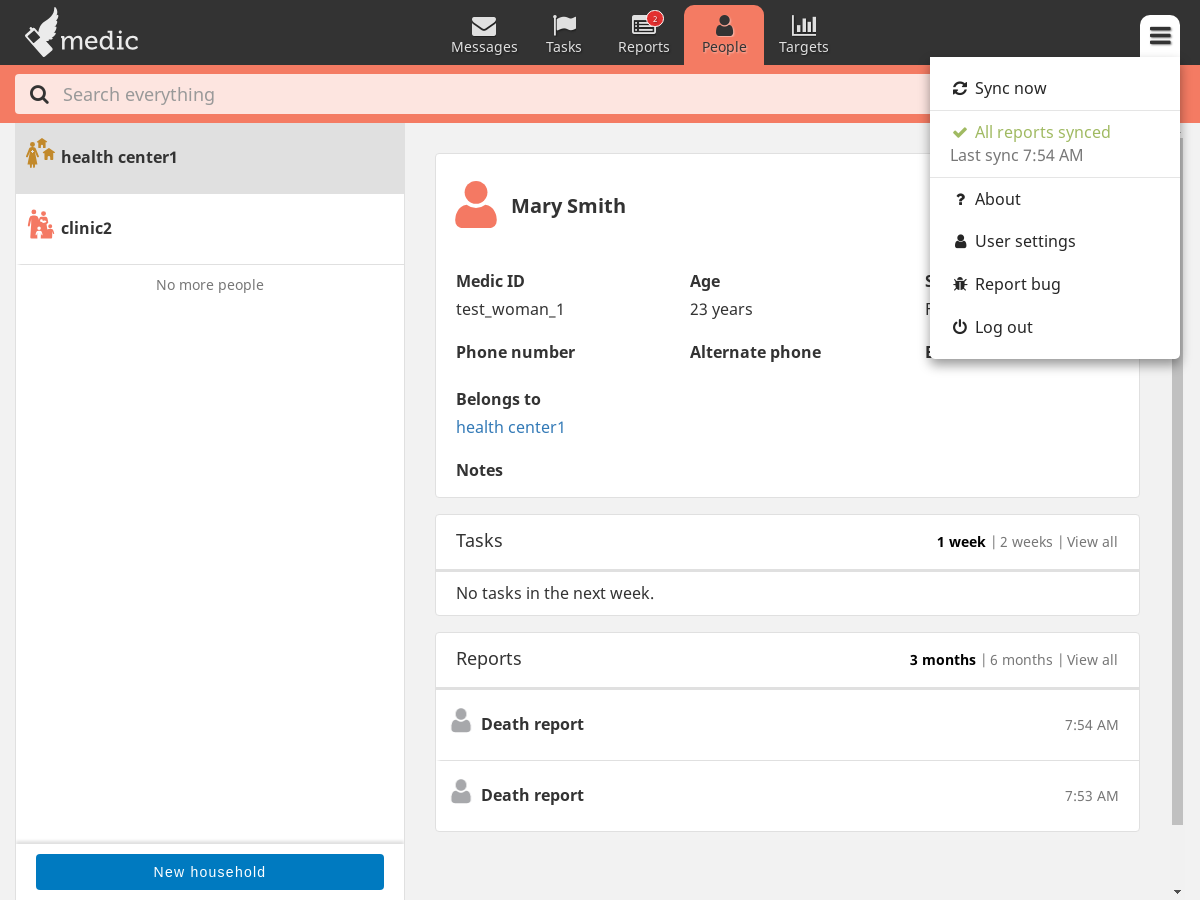 medic
Messages
Tasks
2
Reports
People
Targets
Search everything
Sync now
All reports synced
Last sync 7:54 AM
About
User settings
Report bug
Log out
health center1
clinic2
No more people
New household
Mary Smith
Medic ID
test_woman_1
Age
23 years
Phone number
Alternate phone
Belongs to
health center1
Notes
Tasks
1 week | 2 weeks | View all
No tasks in the next week.
Reports
3 months | 6 months | View all
Death report
7:54 AM
Death report
7:53 AM